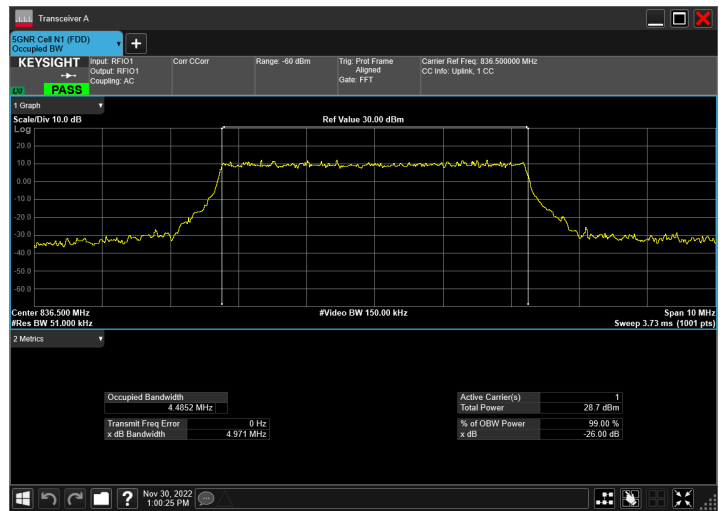 Transceiver A
5GNR Cell N1 (FDD)
Occupied BW
KEYSIGHT
LXI
PASS
Input: RFIO1
Output: RFIO1
Coupling: AC
Corr CCorr
Range: -60 dBm
Trig: Prot Frame
Aligned
Gate: FFT
Carrier Ref Freq: 836.500000 MHz
CC Info: Uplink, 1 CC
1 Graph
Scale/Div 10.0 dB
Ref Value 30.00 dBm
Log
20.0
10.0
0.00
-10.0
-20.0
-30.0
-40.0
-50.0
-60.0
Center 836.500 MHz
#Video BW 150.00 kHz
Span 10 MHz
#Res BW 51.000 kHz
Sweep 3.73 ms (1001 pts)
2 Metrics
Occupied Bandwidth
4.4852 MHz
Transmit Freq Error 0 Hz
x dB Bandwidth 4.971 MHz
Active Carrier(s) 1
Total Power 28.7 dBm
% of OBW Power 99.00 %
x dB -26.00 dB
Nov 30, 2022
1:00:25 PM